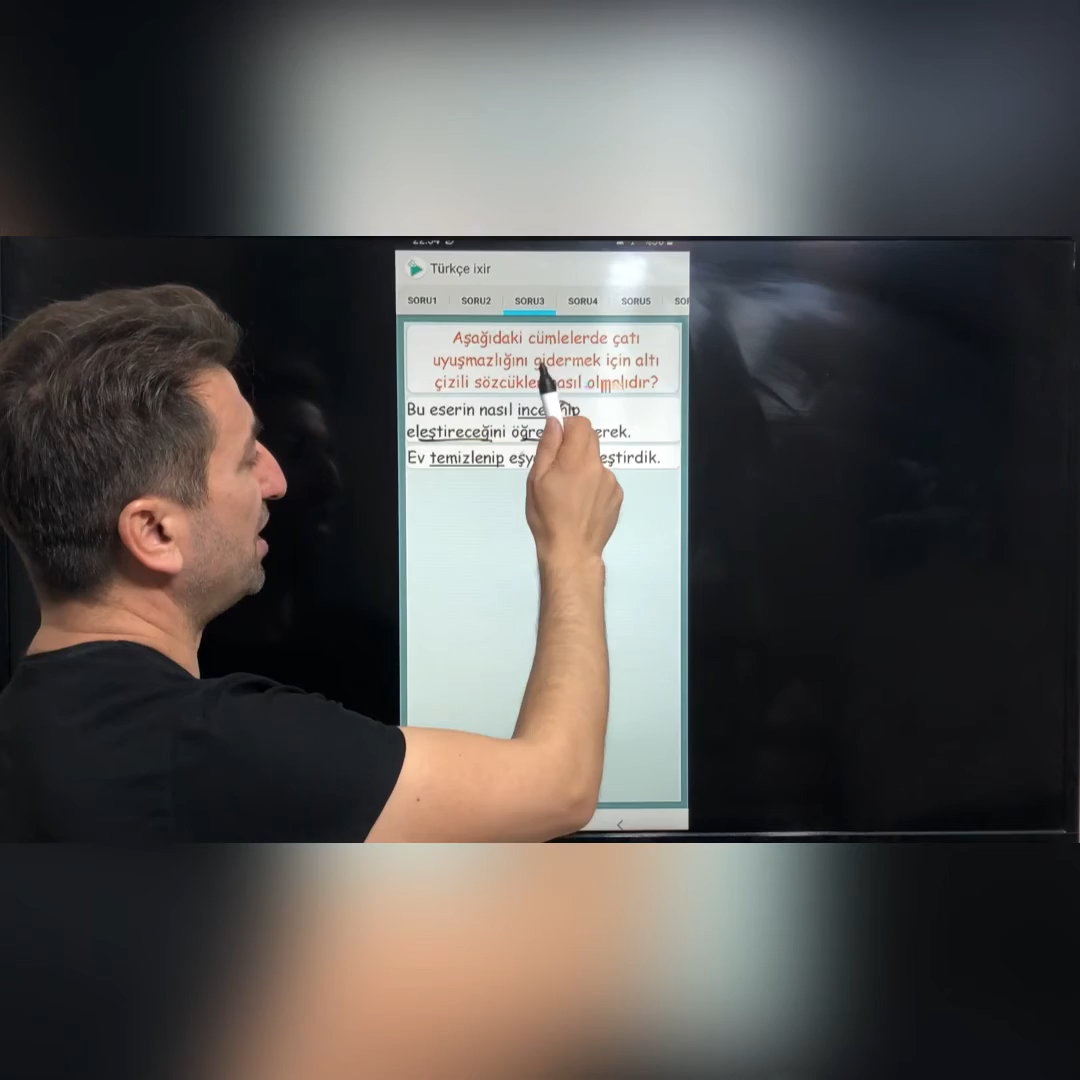 Türkçe ixir
SORU1 SORU2 SORU3 SORU4 SORU5
Aşağıdaki cümlelerde çatı
uyuşmazlığını gidermek için altı
çizili sözcükler nasıl olmalıdır?
Bu eserin nasıl
eleştireceğini
Ev temizlenip